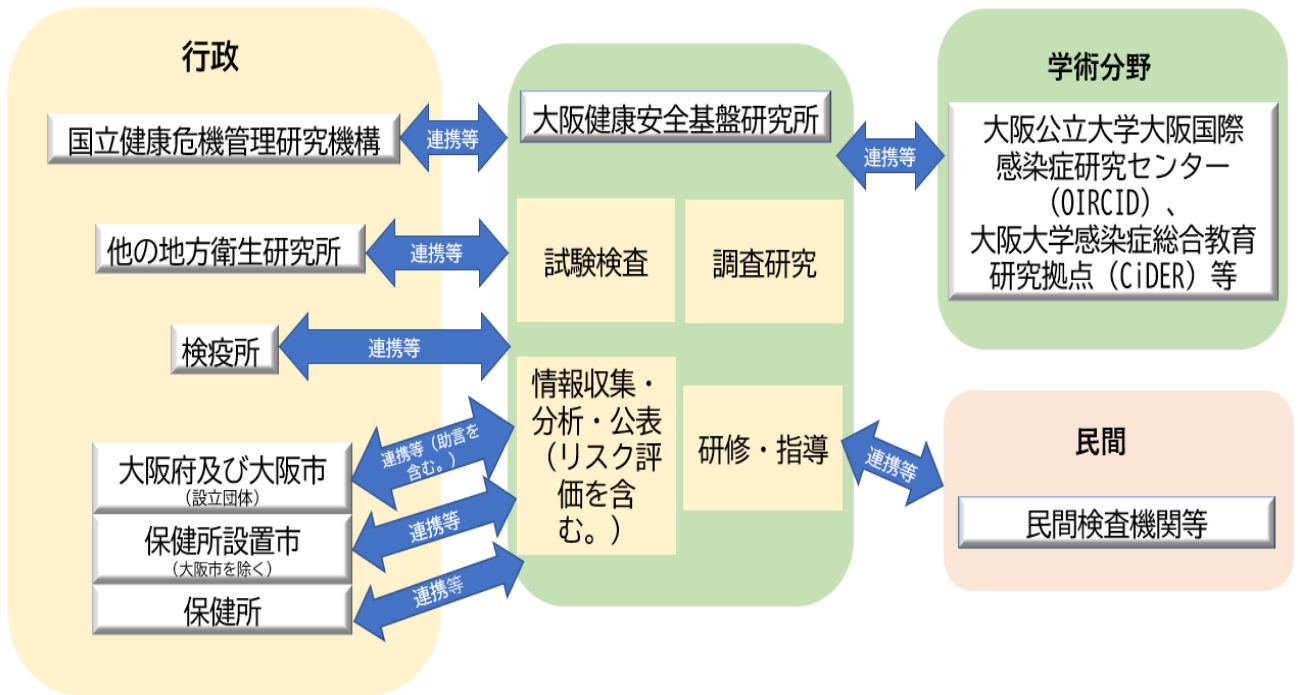 行政
国立健康危機管理研究機構
連携等
他の地方衛生研究所
連携等
検疫所
連携等
大阪府及び大阪市
(設立団体)
連携等（助言を
含む。）
保健所設置市
(大阪市を除く)
連携等
保健所
連携等
大阪健康安全基盤研究所
試験検査
調査研究
情報収集・
分析・公表
（リスク評
価を含
む。）
研修・指導
連携等
学術分野
大阪公立大学大阪国際
感染症研究センター
（OIRCID）、
大阪大学感染症総合教育
研究拠点（CiDER）等
連携等
民間
民間検査機関等